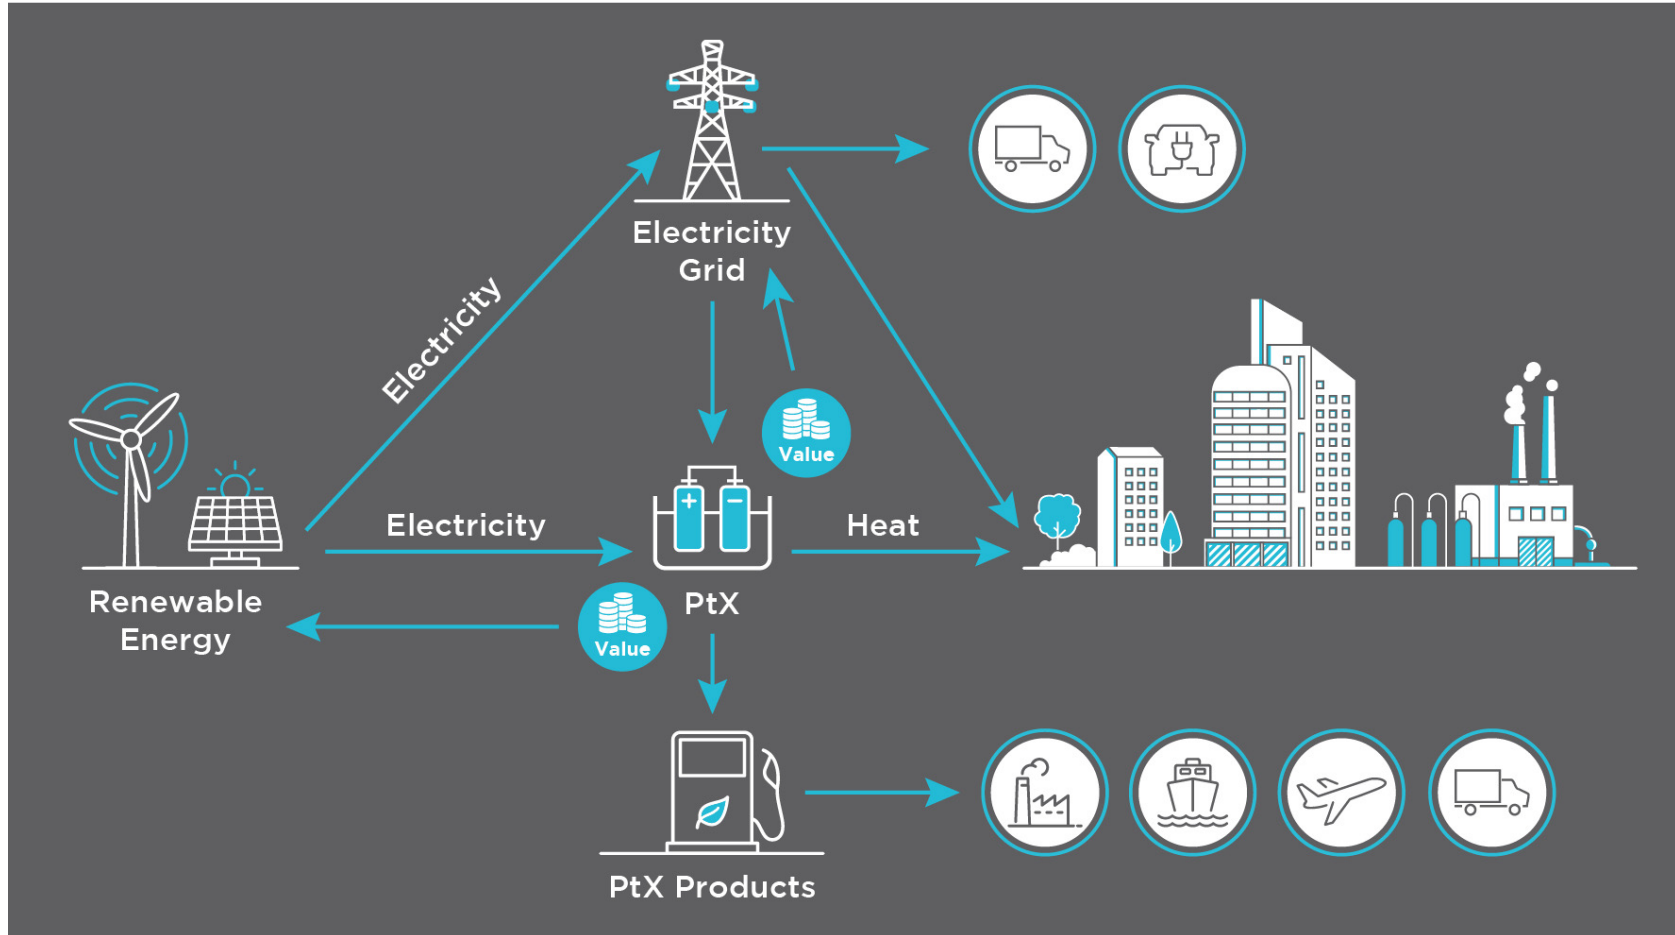 Electricity
Grid
Electricity
Value
Electricity
Heat
Renewable
Energy
PtX
Value
PtX Products